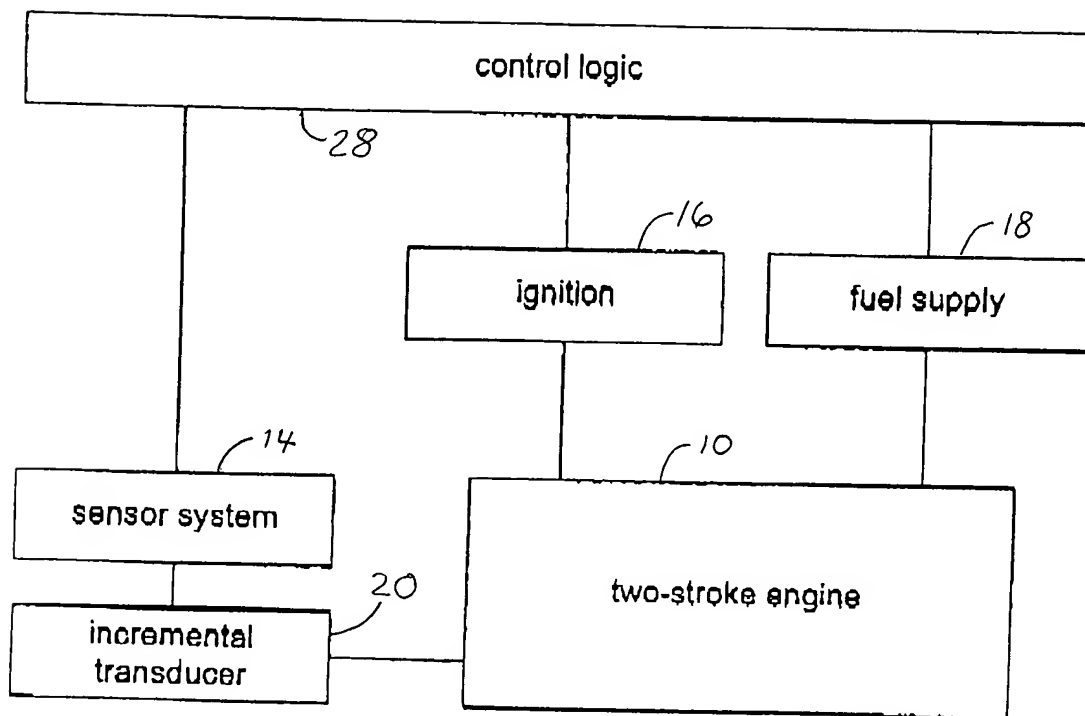 control logic
28
16
18
ignition
fuel supply
14
10
sensor system
two-stroke engine
20
incremental
transducer